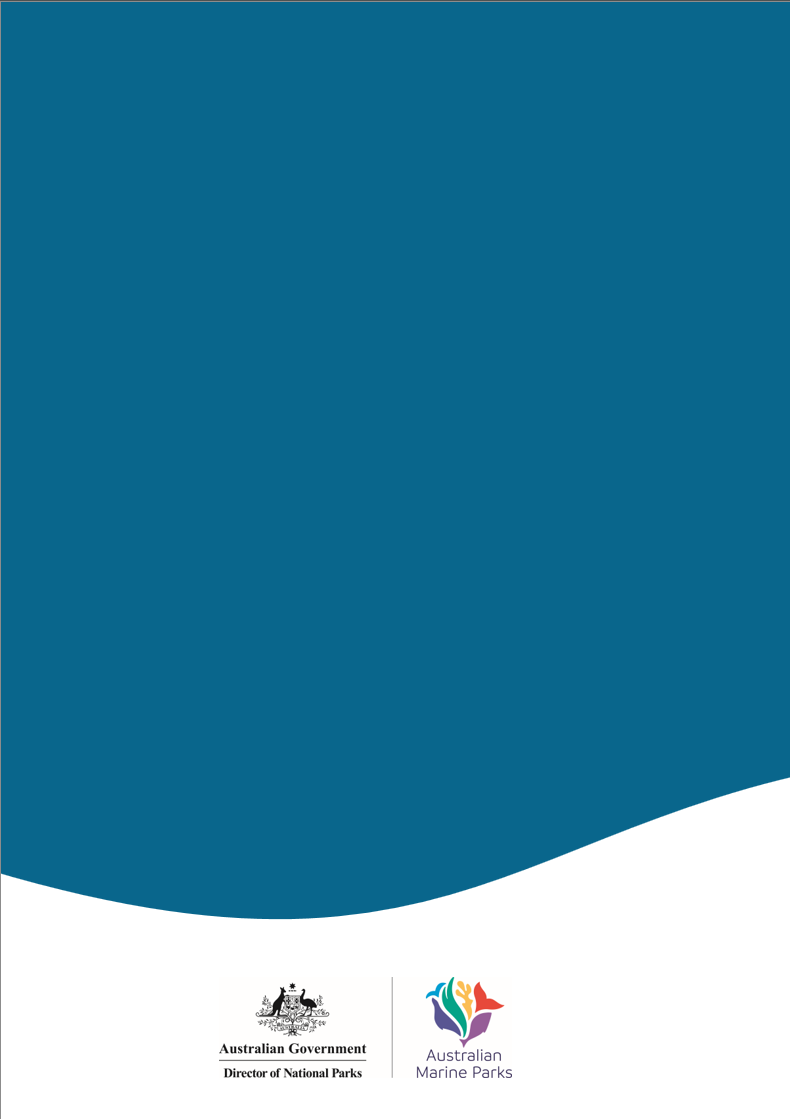 Australian Government
Director of National Parks
Australian
Marine Parks